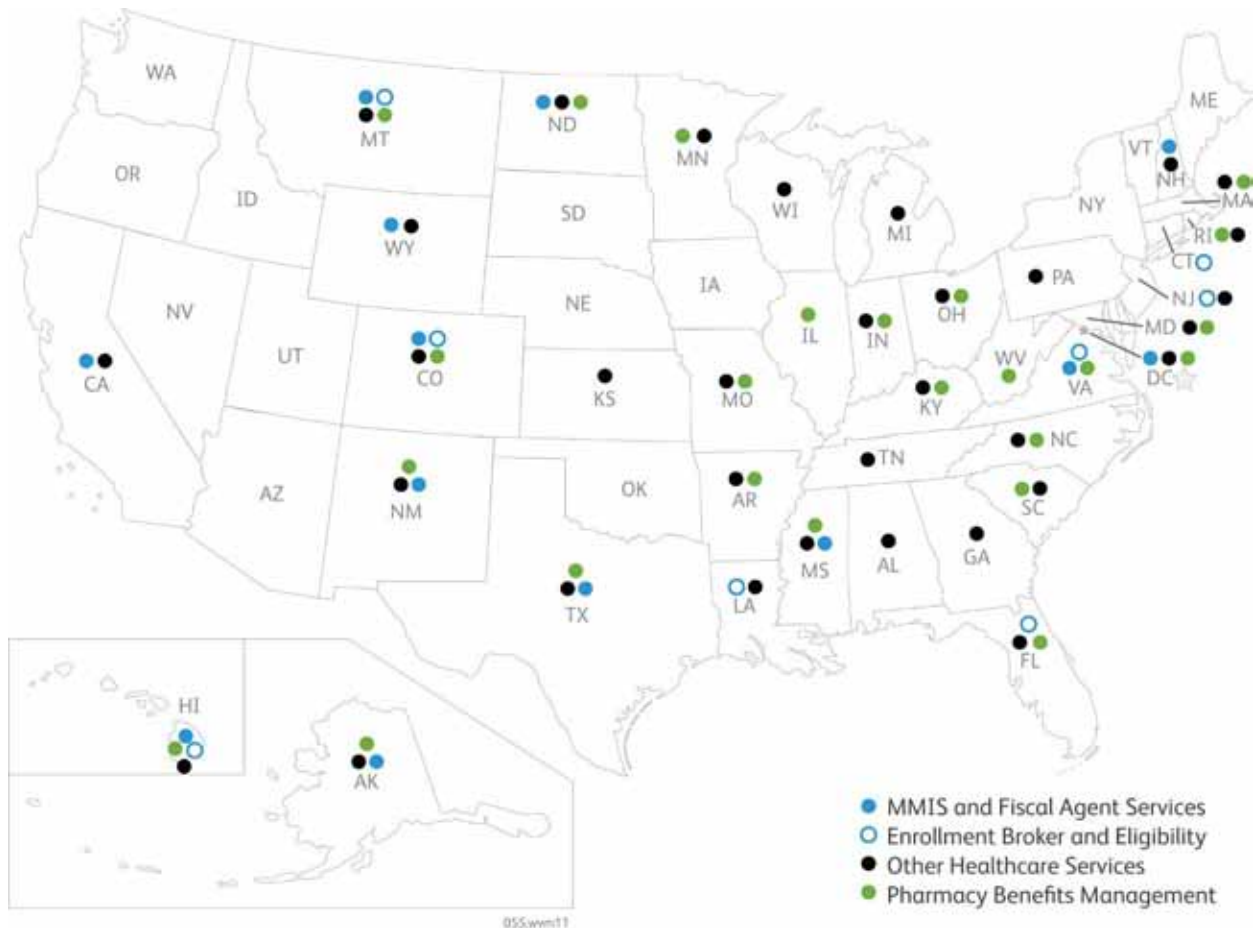 WA
MT
ND
MN
ME
VT
NH
MA
OR
ID
WY
SD
WI
MI
NY
RI
CT
NJ
PA
NV
UT
CO
NE
IA
IL
IN
OH
MD
WV
VA
DC
CA
KS
MO
KY
NC
TN
AZ
NM
OK
AR
SC
MS
AL
GA
TX
LA
FL
HI
AK
MMIS and Fiscal Agent Services
Enrollment Broker and Eligibility
Other Healthcare Services
Pharmacy Benefits Management